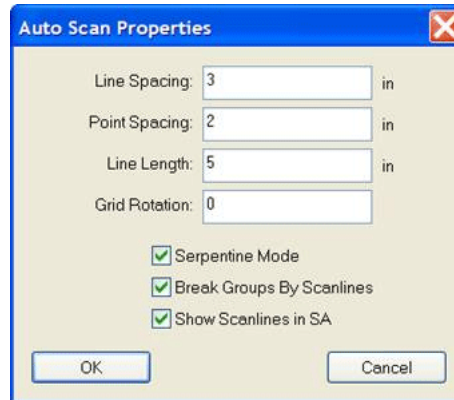 Auto Scan Properties
Line Spacing: 3 in
Point Spacing: 2 in
Line Length: 5 in
Grid Rotation: 0
Serpentine Mode
Break Groups By Scanlines
Show Scanlines in SA
OK Cancel